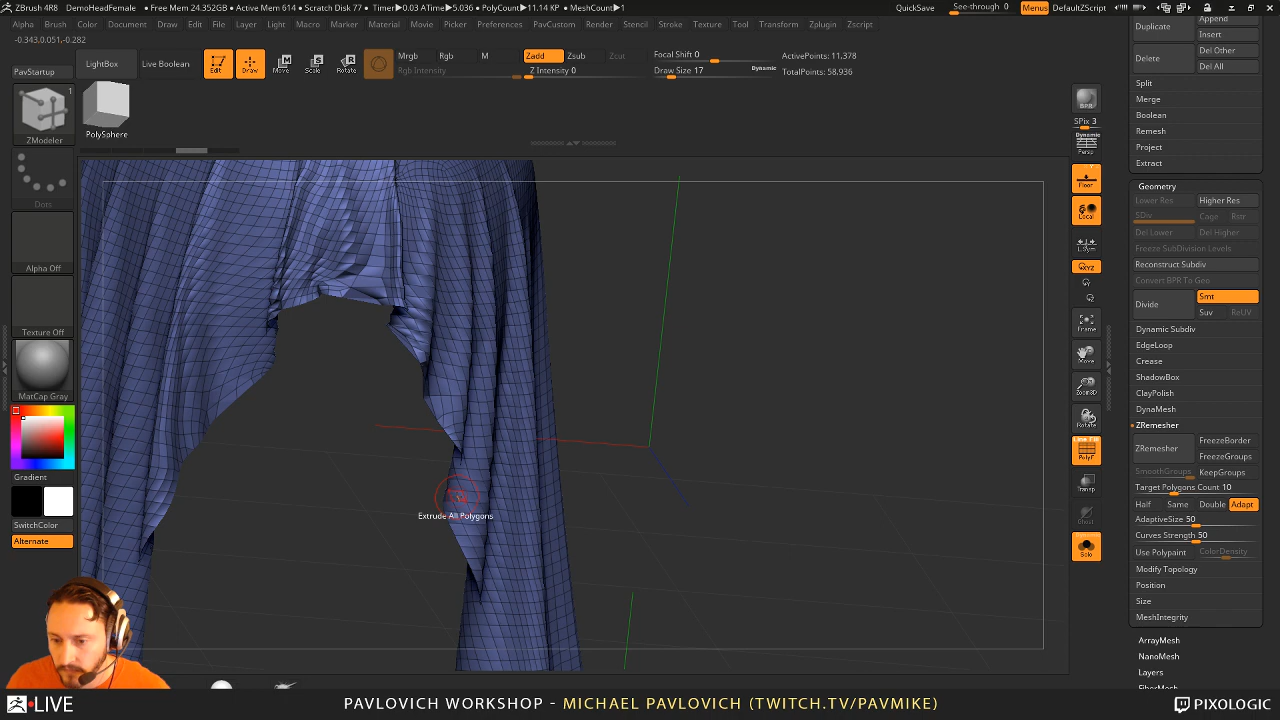 ZBrush 4R8 DemoHeadFemale • Free Mem 24.352GB • Active Mem 614 • Scratch Disk 77 • Timer▶0.03 ATime▶5.036 • PolyCount▶11.14 KP • MeshCount▶1 QuickSave See-through 0 Menus DefaultZScript
Alpha Brush Color Document Draw Edit File Layer Light Macro Marker Material Movie Picker Preferences PavCustom Render Stencil Stroke Texture Tool Transform Zplugin Zscript
-0.343,0.051,-0.282
PavStartup LightBox Live Boolean Edit Draw Move Scale Rotate
Mrgb Rgb M Zadd Zsub Zcut Focal Shift 0 ActivePoints: 11,378
Rgb Intensity Z Intensity 0 Draw Size 17 Dynamic TotalPoints: 58,936
1
ZModeler
PolySphere
Dots
Alpha Off
Texture Off
MatCap Gray
Gradient
SwitchColor
Alternate
Extrude All Polygons
BPR
SPix 3
Dynamic
Persp
Floor
Local
L.Sym
XYZ
Frame
Move
Zoom3D
Rotate
Line Fill
PolyF
Transp
Ghost
Solo
Duplicate Append
Insert
Delete Del Other
Del All
Split
Merge
Boolean
Remesh
Project
Extract
Geometry
Lower Res Higher Res
SDiv Cage Rstr
Del Lower Del Higher
Freeze SubDivision Levels
Reconstruct Subdiv
Convert BPR To Geo
Divide Smt
Suv ReUV
Dynamic Subdiv
EdgeLoop
Crease
ShadowBox
ClayPolish
DynaMesh
ZRemesher
ZRemesher FreezeBorder
FreezeGroups
SmoothGroups KeepGroups
Target Polygons Count 10
Half Same Double Adapt
AdaptiveSize 50
Curves Strength 50
Use Polypaint ColorDensity
Modify Topology
Position
Size
MeshIntegrity
ArrayMesh
NanoMesh
Layers
FiberMesh
LIVE PAVLOVICH WORKSHOP - MICHAEL PAVLOVICH (TWITCH.TV/PAVMIKE) PIXOLOGIC